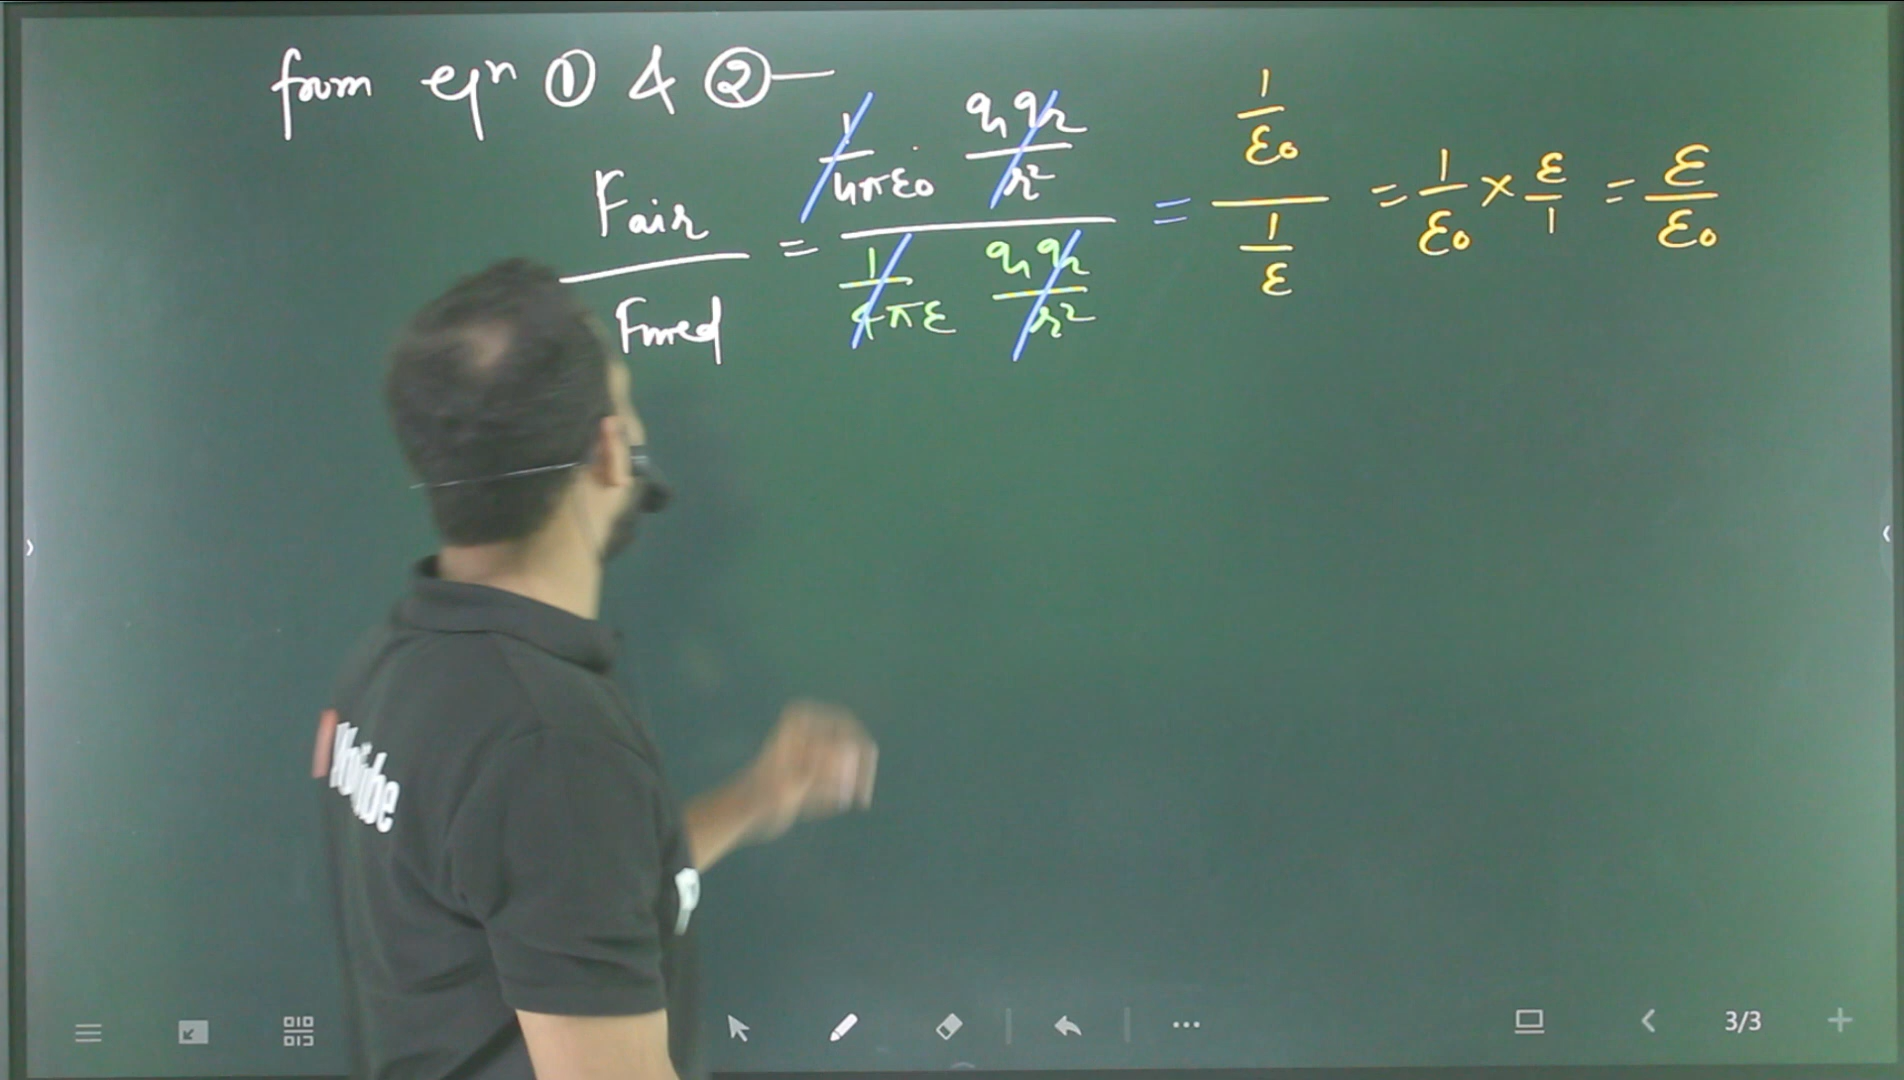 from eqⁿ ① & ②—
Fair / Fmed = (1/4πε₀ · q₁q₂/r²) / (1/4πε q₁q₂/r²) = (1/ε₀) / (1/ε) = 1/ε₀ × ε/1 = ε/ε₀
YouTube
3/3